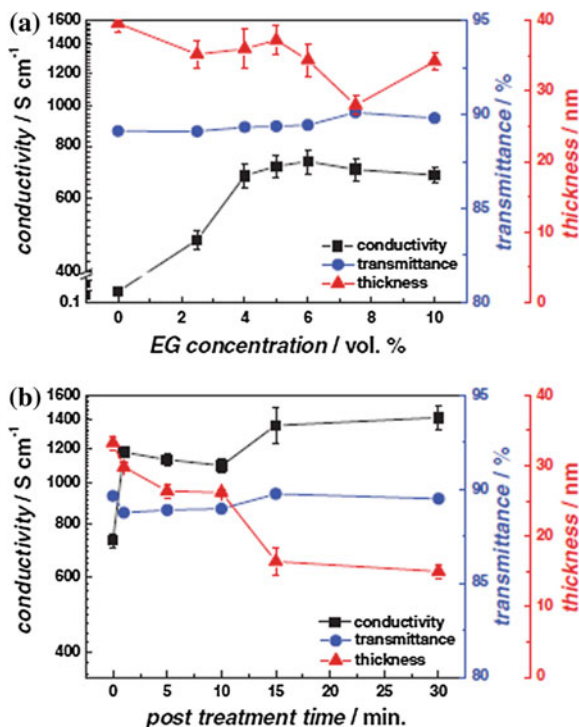 (a)
1600
1400
1200
1000
800
600
400
0.1
conductivity / S cm⁻¹
95
90
85
80
transmittance / %
40
30
20
10
0
thickness / nm
conductivity
transmittance
thickness
0 2 4 6 8 10
EG concentration / vol. %
(b)
1600
1400
1200
1000
800
600
400
conductivity / S cm⁻¹
95
90
85
80
transmittance / %
40
30
20
10
0
thickness / nm
conductivity
transmittance
thickness
0 5 10 15 20 25 30
post treatment time / min.